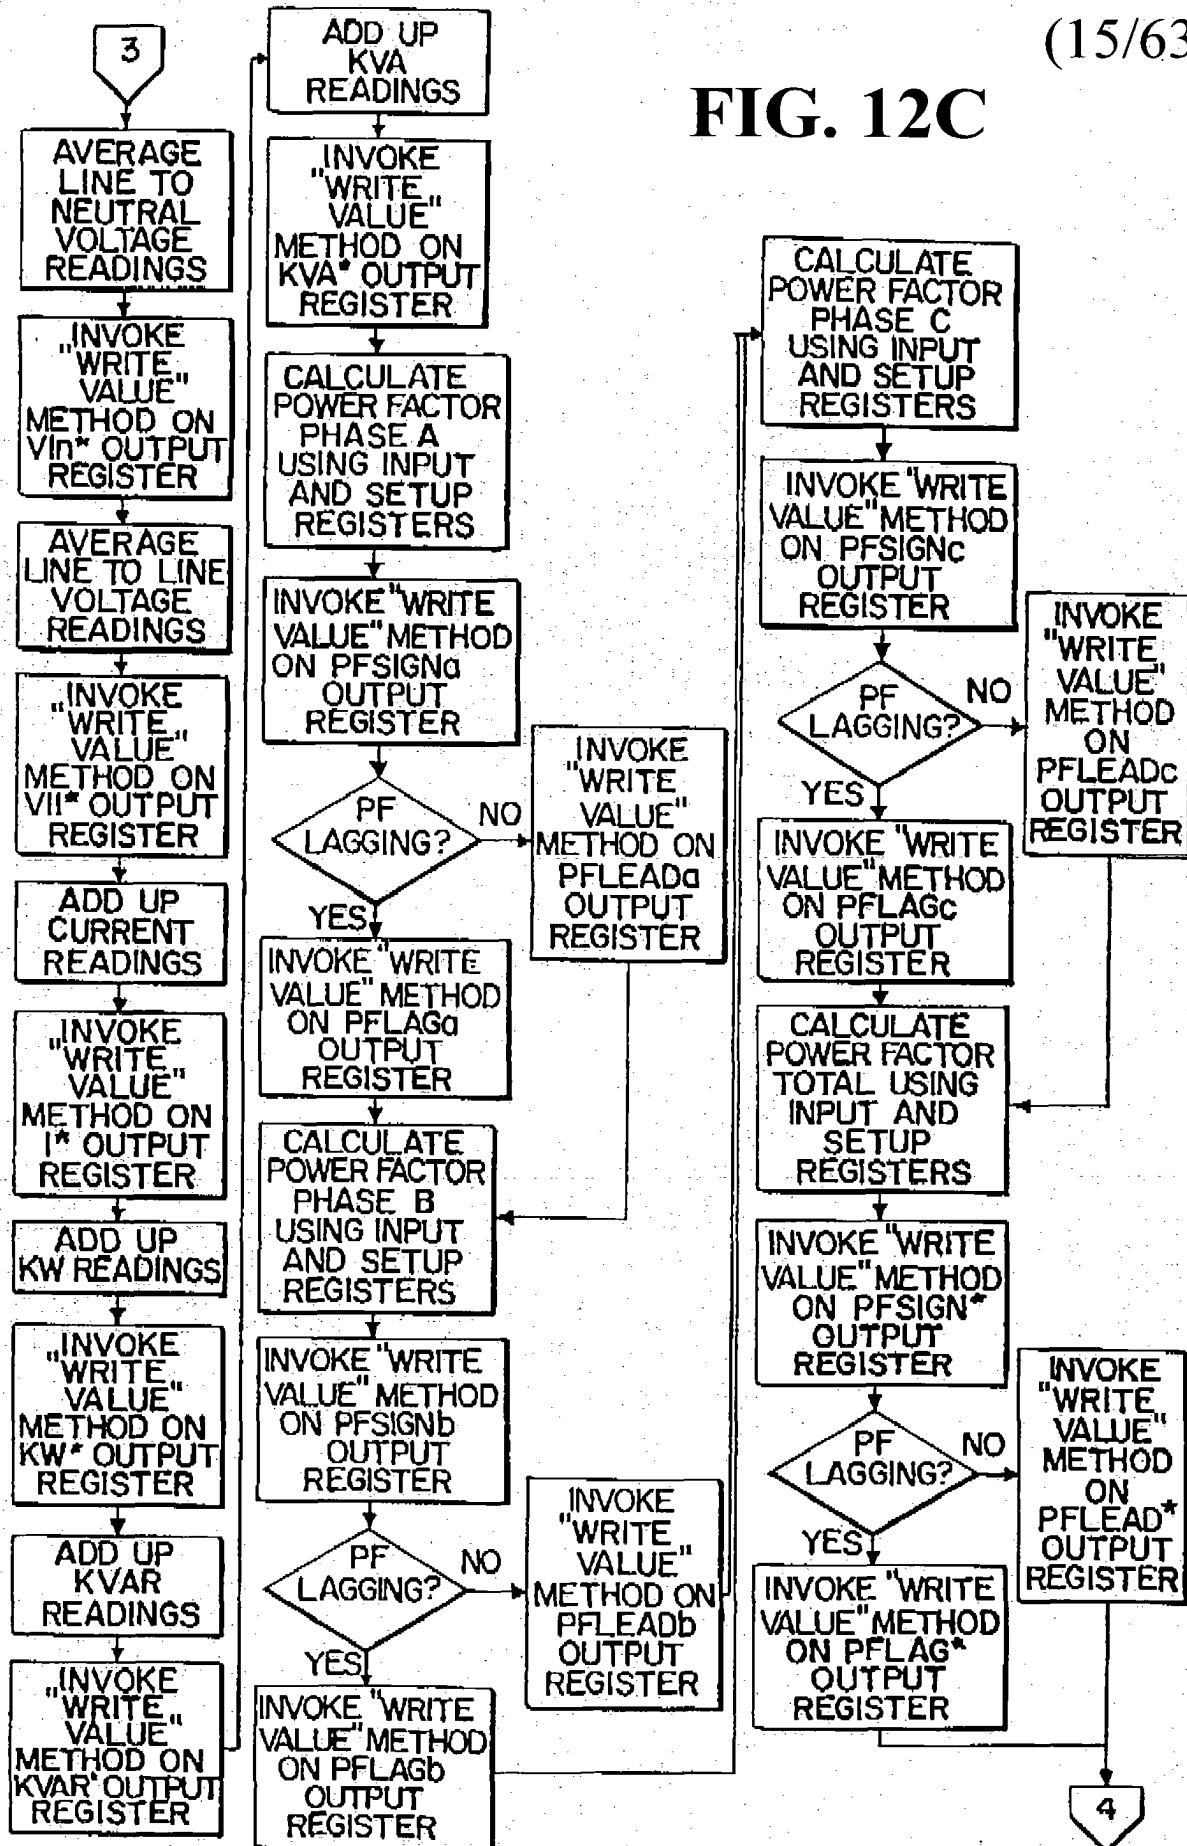 (15/63
FIG. 12C
3
AVERAGE
LINE TO
NEUTRAL
VOLTAGE
READINGS
INVOKE
"WRITE
VALUE"
METHOD ON
Vln* OUTPUT
REGISTER
AVERAGE
LINE TO LINE
VOLTAGE
READINGS
INVOKE
"WRITE
VALUE"
METHOD ON
Vll* OUTPUT
REGISTER
ADD UP
CURRENT
READINGS
INVOKE
"WRITE
VALUE"
METHOD ON
I* OUTPUT
REGISTER
ADD UP
KW READINGS
INVOKE
"WRITE
VALUE"
METHOD ON
KW* OUTPUT
REGISTER
ADD UP
KVAR
READINGS
INVOKE
"WRITE
VALUE"
METHOD ON
KVAR* OUTPUT
REGISTER
ADD UP
KVA
READINGS
INVOKE
"WRITE
VALUE"
METHOD ON
KVA* OUTPUT
REGISTER
CALCULATE
POWER FACTOR
PHASE A
USING INPUT
AND SETUP
REGISTERS
INVOKE "WRITE
VALUE" METHOD
ON PFSIGNa
OUTPUT
REGISTER
PF
LAGGING?
NO
YES
INVOKE
"WRITE
VALUE"
METHOD ON
PFLEADa
OUTPUT
REGISTER
INVOKE "WRITE
VALUE" METHOD
ON PFLAGa
OUTPUT
REGISTER
CALCULATE
POWER FACTOR
PHASE B
USING INPUT
AND SETUP
REGISTERS
INVOKE "WRITE
VALUE" METHOD
ON PFSIGNb
OUTPUT
REGISTER
PF
LAGGING?
NO
YES
INVOKE
"WRITE
VALUE"
METHOD ON
PFLEADb
OUTPUT
REGISTER
INVOKE "WRITE
VALUE" METHOD
ON PFLAGb
OUTPUT
REGISTER
CALCULATE
POWER FACTOR
PHASE C
USING INPUT
AND SETUP
REGISTERS
INVOKE "WRITE
VALUE" METHOD
ON PFSIGNc
OUTPUT
REGISTER
PF
LAGGING?
NO
YES
INVOKE
"WRITE
VALUE"
METHOD
ON
PFLEADc
OUTPUT
REGISTER
INVOKE "WRITE
VALUE" METHOD
ON PFLAGc
OUTPUT
REGISTER
CALCULATE
POWER FACTOR
TOTAL USING
INPUT AND
SETUP
REGISTERS
INVOKE "WRITE
VALUE" METHOD
ON PFSIGN*
OUTPUT
REGISTER
PF
LAGGING?
NO
YES
INVOKE
"WRITE
VALUE"
METHOD
ON
PFLEAD*
OUTPUT
REGISTER
INVOKE "WRITE
VALUE" METHOD
ON PFLAG*
OUTPUT
REGISTER
4